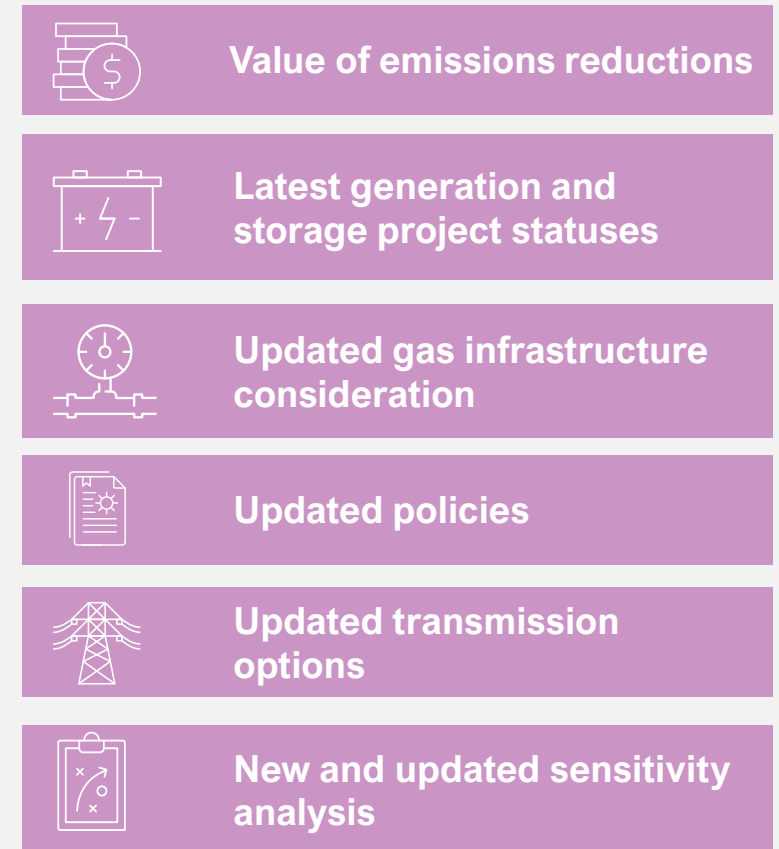 $
Value of emissions reductions
+ -
Latest generation and
storage project statuses
Updated gas infrastructure
consideration
Updated policies
Updated transmission
options
New and updated sensitivity
analysis